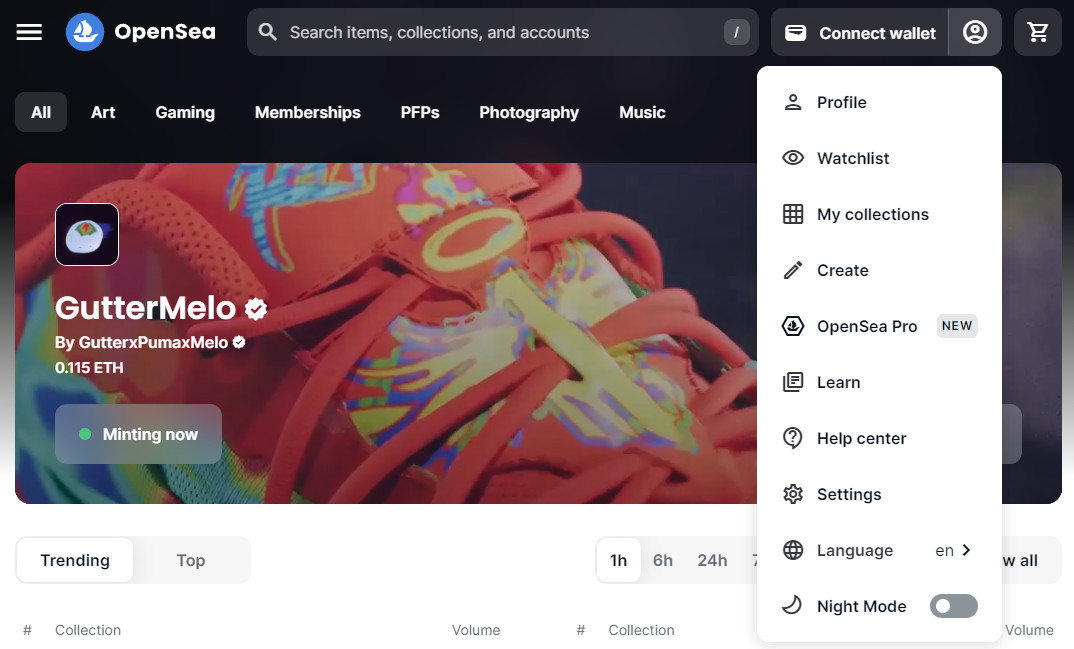 OpenSea
Search items, collections, and accounts
/
Connect wallet
All
Art
Gaming
Memberships
PFPs
Photography
Music
GutterMelo
By GutterxPumaxMelo
0.115 ETH
Minting now
Profile
Watchlist
My collections
Create
OpenSea Pro NEW
Learn
Help center
Settings
Language en
Night Mode
Trending
Top
1h
6h
24h
all
# Collection Volume
# Collection Volume